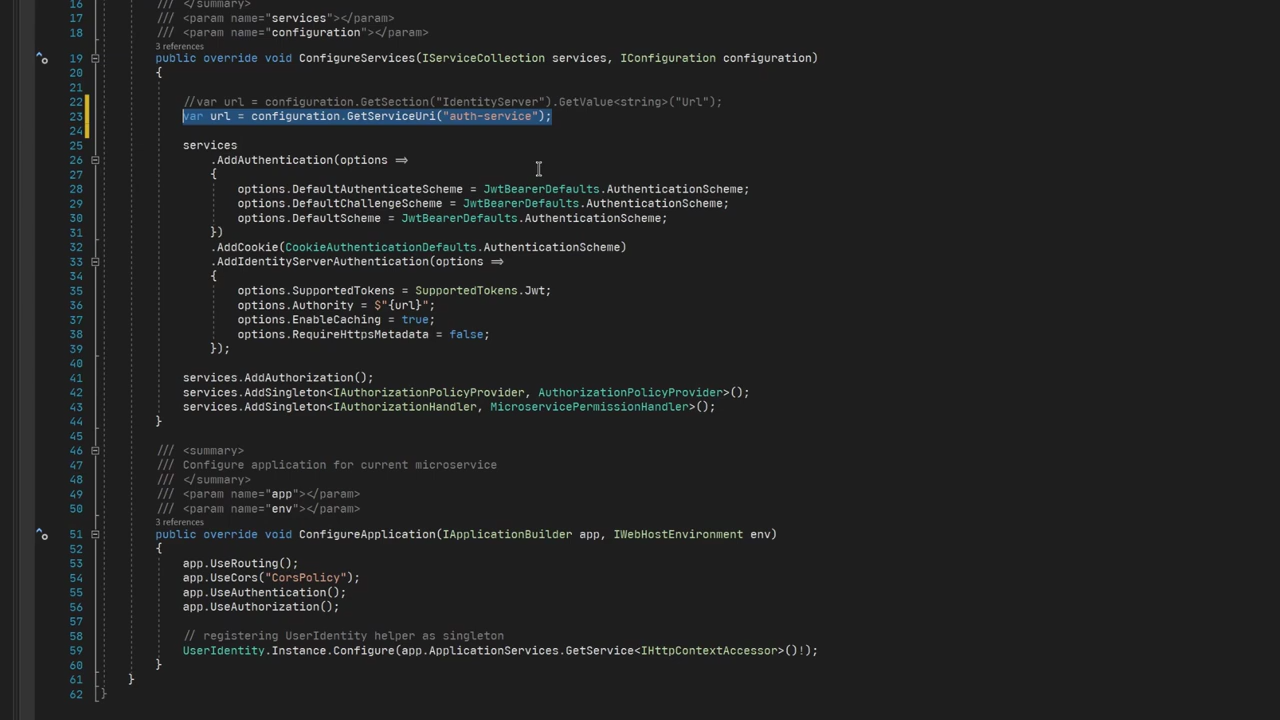 16 /// </summary>
17 /// <param name="services"></param>
18 /// <param name="configuration"></param>
3 references
19 public override void ConfigureServices(IServiceCollection services, IConfiguration configuration)
20 {
21
22 //var url = configuration.GetSection("IdentityServer").GetValue<string>("Url");
23 var url = configuration.GetServiceUri("auth-service");
24
25 services
26 .AddAuthentication(options =>
27 {
28 options.DefaultAuthenticateScheme = JwtBearerDefaults.AuthenticationScheme;
29 options.DefaultChallengeScheme = JwtBearerDefaults.AuthenticationScheme;
30 options.DefaultScheme = JwtBearerDefaults.AuthenticationScheme;
31 })
32 .AddCookie(CookieAuthenticationDefaults.AuthenticationScheme)
33 .AddIdentityServerAuthentication(options =>
34 {
35 options.SupportedTokens = SupportedTokens.Jwt;
36 options.Authority = $"{url}";
37 options.EnableCaching = true;
38 options.RequireHttpsMetadata = false;
39 });
40
41 services.AddAuthorization();
42 services.AddSingleton<IAuthorizationPolicyProvider, AuthorizationPolicyProvider>();
43 services.AddSingleton<IAuthorizationHandler, MicroservicePermissionHandler>();
44 }
45
46 /// <summary>
47 /// Configure application for current microservice
48 /// </summary>
49 /// <param name="app"></param>
50 /// <param name="env"></param>
3 references
51 public override void ConfigureApplication(IApplicationBuilder app, IWebHostEnvironment env)
52 {
53 app.UseRouting();
54 app.UseCors("CorsPolicy");
55 app.UseAuthentication();
56 app.UseAuthorization();
57
58 // registering UserIdentity helper as singleton
59 UserIdentity.Instance.Configure(app.ApplicationServices.GetService<IHttpContextAccessor>()!);
60 }
61 }
62 }